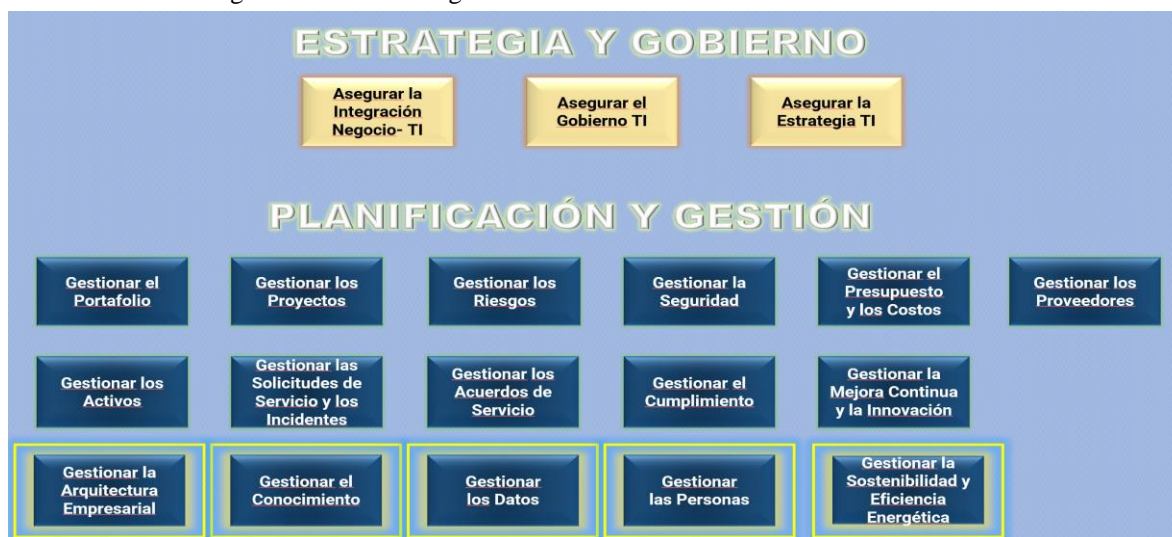 ESTRATEGIA Y GOBIERNO
Asegurar la
Integración
Negocio- TI
Asegurar el
Gobierno TI
Asegurar la
Estrategia TI
PLANIFICACIÓN Y GESTIÓN
Gestionar el
Portafolio
Gestionar los
Proyectos
Gestionar los
Riesgos
Gestionar la
Seguridad
Gestionar el
Presupuesto
y los Costos
Gestionar los
Proveedores
Gestionar los
Activos
Gestionar las
Solicitudes de
Servicio y los
Incidentes
Gestionar los
Acuerdos de
Servicio
Gestionar el
Cumplimiento
Gestionar la
Mejora Continua
y la Innovación
Gestionar la
Arquitectura
Empresarial
Gestionar el
Conocimiento
Gestionar
los Datos
Gestionar
las Personas
Gestionar la
Sostenibilidad y
Eficiencia
Energética